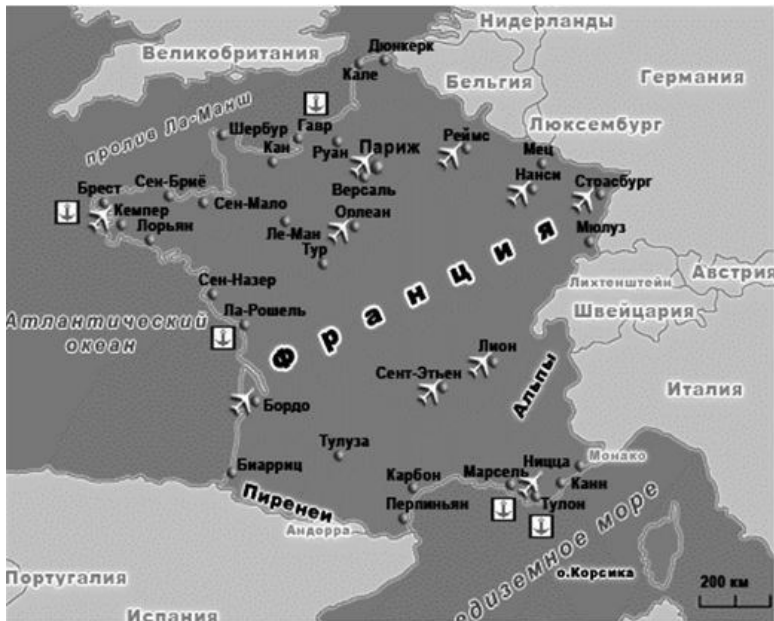 Нидерланды
Великобритания
Дюнкерк
Кале
Бельгия
Германия
пролив Ла-Манш
Гавр
Шербур
Люксембург
Кан
Руан
Париж
Реймс
Мец
Версаль
Нанси
Страсбург
Брест
Сен-Бриё
Кемпер
Сен-Мало
Лорьян
Орлеан
Ле-Ман
Тур
Мюлуз
Франция
Сен-Назер
Лихтенштейн
Австрия
Швейцария
Атлантический
океан
Ла-Рошель
Лион
Сент-Этьен
Альпы
Италия
Бордо
Тулуза
Биарриц
Карбон
Марсель
Ницца
Монако
Канн
Пиренеи
Перпиньян
Тулон
Андорра
едиземное море
о.Корсика
200 км
Португалия
Испания